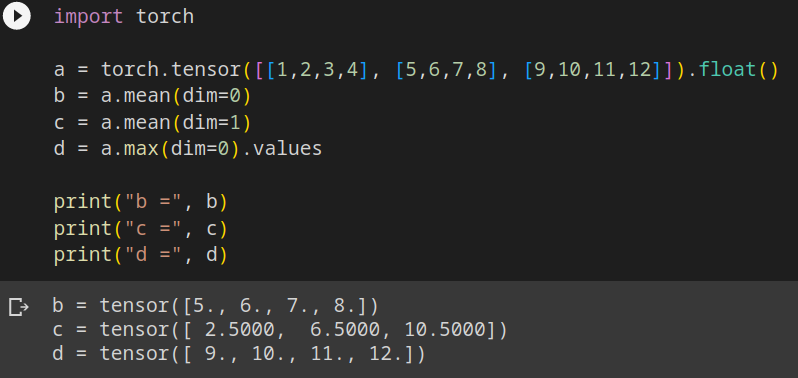 import torch
a = torch.tensor([[1,2,3,4], [5,6,7,8], [9,10,11,12]]).float()
b = a.mean(dim=0)
c = a.mean(dim=1)
d = a.max(dim=0).values
print("b =", b)
print("c =", c)
print("d =", d)
b = tensor([5., 6., 7., 8.])
c = tensor([ 2.5000,  6.5000, 10.5000])
d = tensor([ 9., 10., 11., 12.])